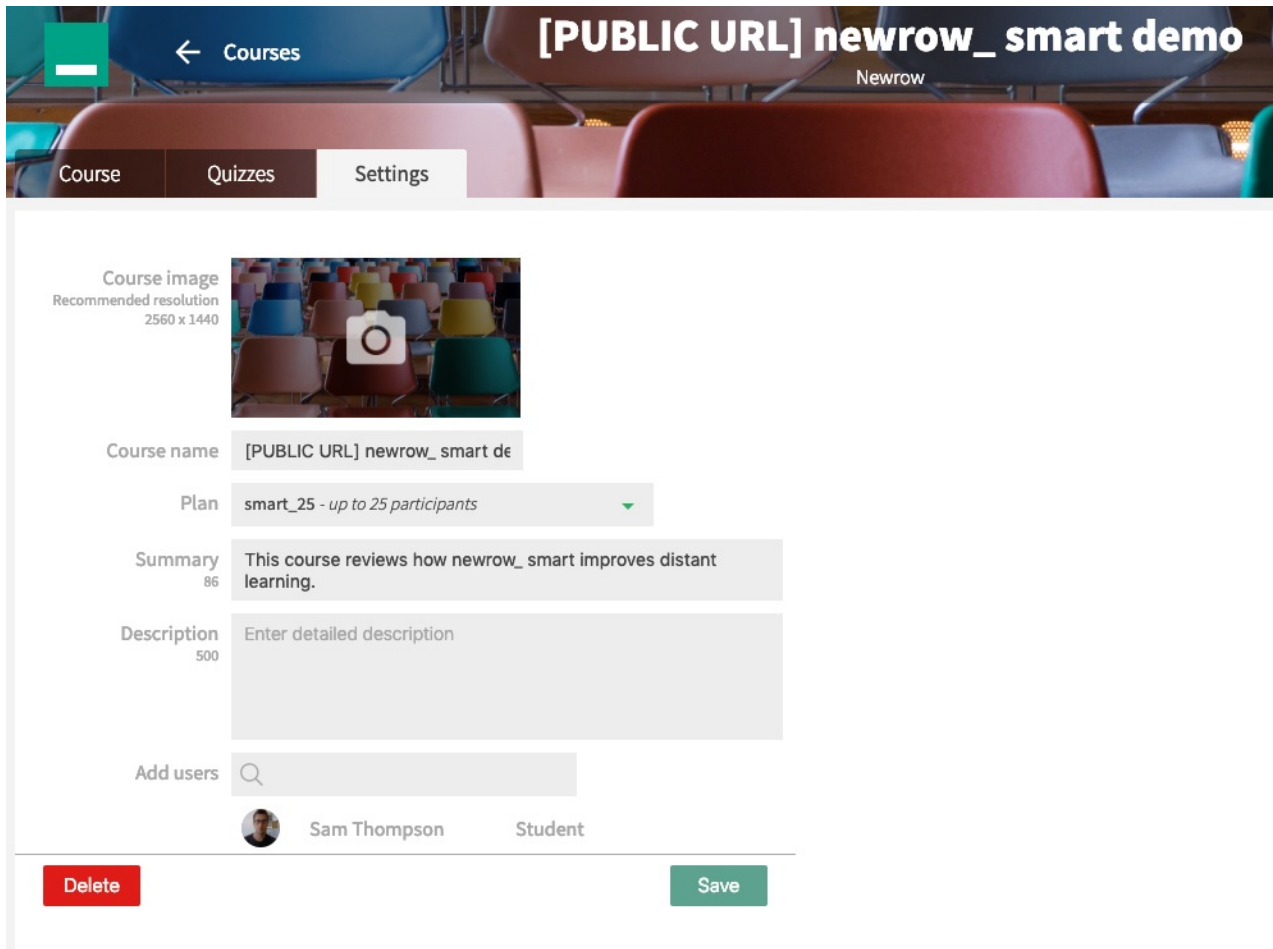 Courses
[PUBLIC URL] newrow_ smart demo
Newrow
Course
Quizzes
Settings
Course image
Recommended resolution
2560 x 1440
Course name
[PUBLIC URL] newrow_ smart de
Plan
smart_25 - up to 25 participants
Summary
86
This course reviews how newrow_ smart improves distant
learning.
Description
500
Enter detailed description
Add users
Sam Thompson
Student
Delete
Save